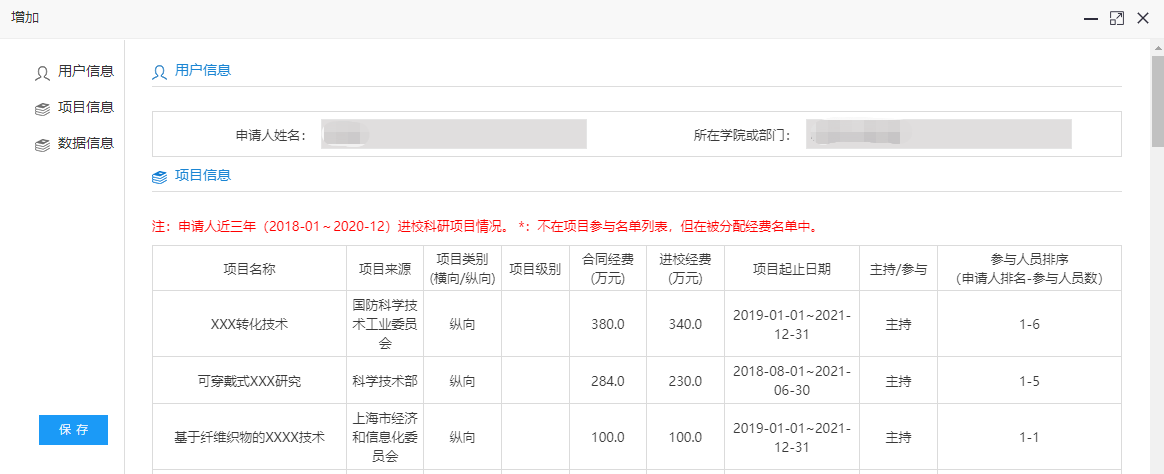 增加
用户信息
项目信息
数据信息
保 存
用户信息
申请人姓名：
所在学院或部门：
项目信息
注：申请人近三年（2018-01～2020-12）进校科研项目情况。 *：不在项目参与名单列表，但在被分配经费名单中。
项目名称
项目来源
项目类别
(横向/纵向)
项目级别
合同经费
(万元)
进校经费
(万元)
项目起止日期
主持/参与
参与人员排序
（申请人排名-参与人员数）
XXX转化技术
国防科学技
术工业委员
会
纵向
380.0
340.0
2019-01-01~2021-
12-31
主持
1-6
可穿戴式XXX研究
科学技术部
纵向
284.0
230.0
2018-08-01~2021-
06-30
主持
1-5
基于纤维织物的XXXX技术
上海市经济
和信息化委
员会
纵向
100.0
100.0
2019-01-01~2021-
12-31
主持
1-1